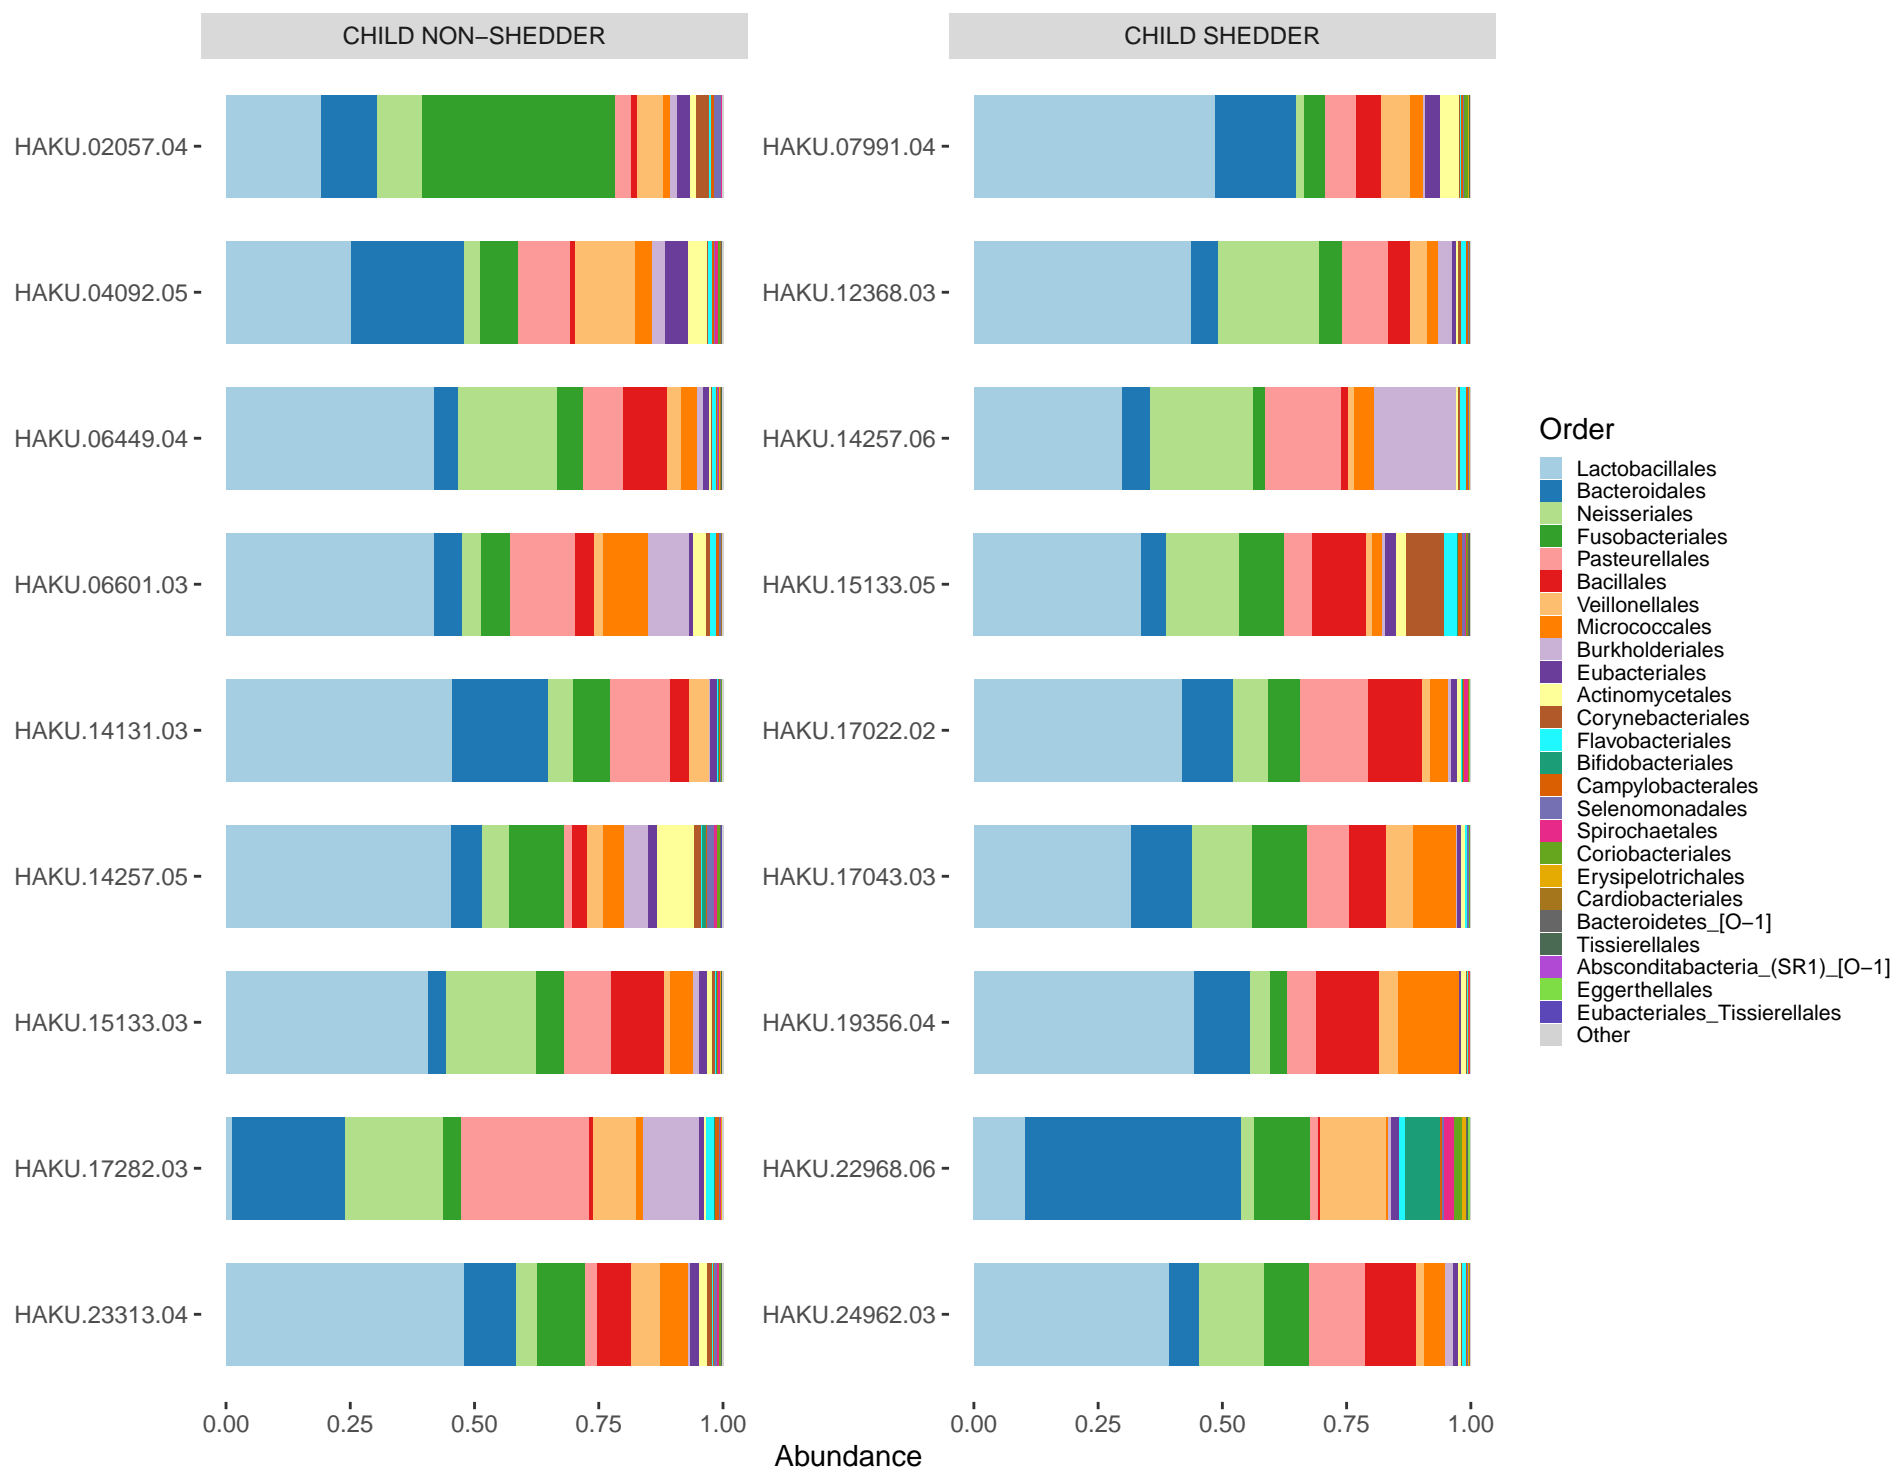 CHILD NON−SHEDDER
CHILD SHEDDER
HAKU.02057.04
HAKU.04092.05
HAKU.06449.04
HAKU.06601.03
HAKU.14131.03
HAKU.14257.05
HAKU.15133.03
HAKU.17282.03
HAKU.23313.04
HAKU.07991.04
HAKU.12368.03
HAKU.14257.06
HAKU.15133.05
HAKU.17022.02
HAKU.17043.03
HAKU.19356.04
HAKU.22968.06
HAKU.24962.03
0.00 0.25 0.50 0.75 1.00
0.00 0.25 0.50 0.75 1.00
Abundance
Order
Lactobacillales
Bacteroidales
Neisseriales
Fusobacteriales
Pasteurellales
Bacillales
Veillonellales
Micrococcales
Burkholderiales
Eubacteriales
Actinomycetales
Corynebacteriales
Flavobacteriales
Bifidobacteriales
Campylobacterales
Selenomonadales
Spirochaetales
Coriobacteriales
Erysipelotrichales
Cardiobacteriales
Bacteroidetes_[O−1]
Tissierellales
Absconditabacteria_(SR1)_[O−1]
Eggerthellales
Eubacteriales_Tissierellales
Other